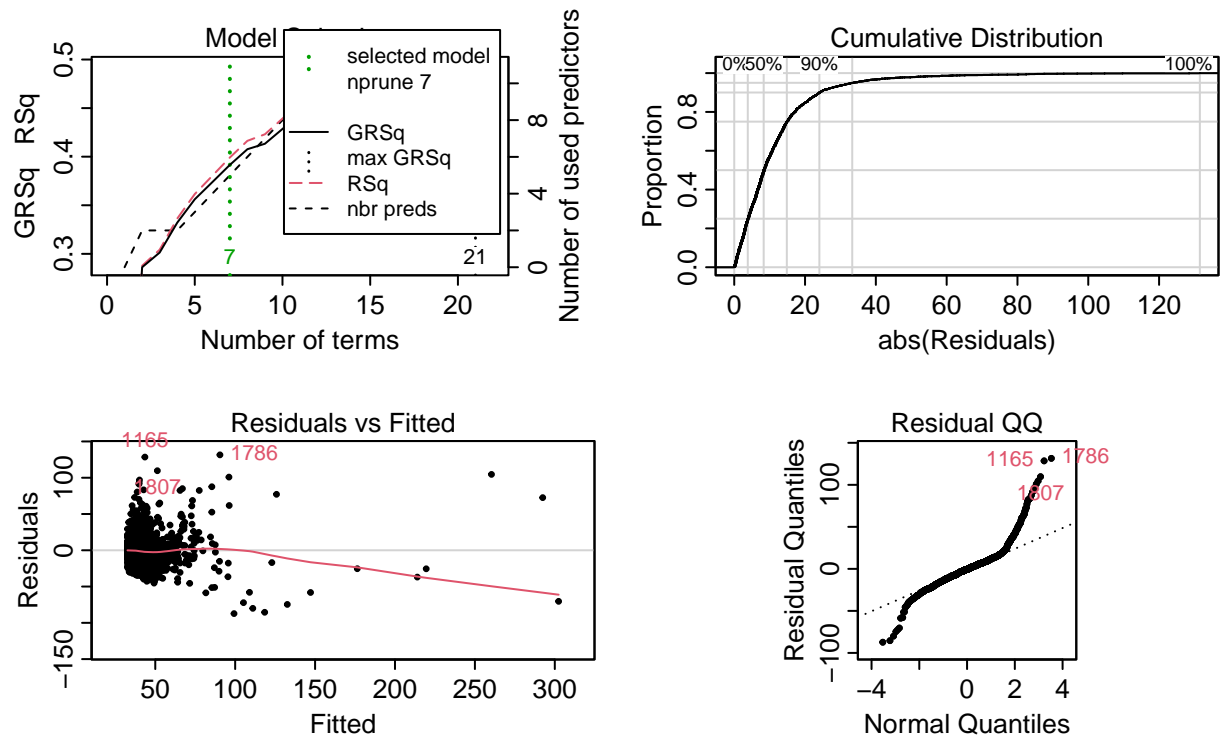 Model S
selected model
nprune 7
GRSq
max GRSq
RSq
nbr preds
GRSq RSq
0.3
0.4
0.5
0 4 8
Number of used predictors
7
21
0 5 10 15 20
Number of terms
Cumulative Distribution
0% 50% 90% 100%
Proportion
0.0 0.4 0.8
0 20 40 60 80 100 120
abs(Residuals)
Residuals vs Fitted
1165
1786
1807
Residuals
−150 0 100
50 100 150 200 250 300
Fitted
Residual QQ
1165 1786
1807
Residual Quantiles
−100 0 100
−4 0 2 4
Normal Quantiles